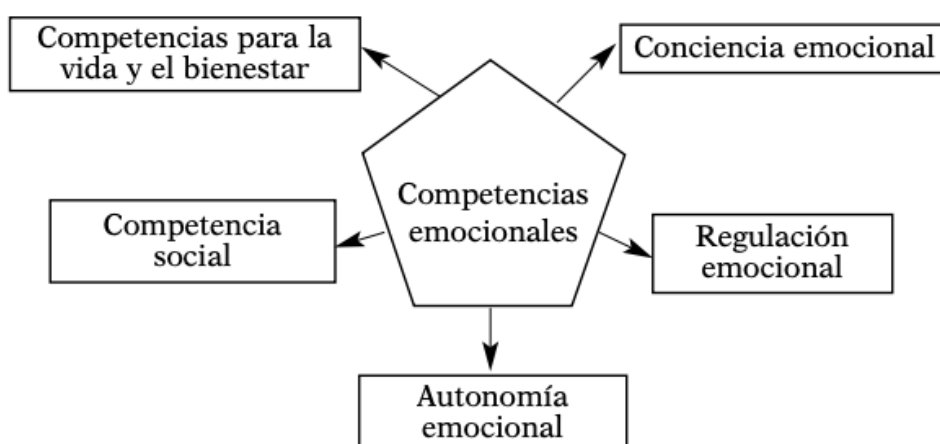 Competencias para la
vida y el bienestar
Conciencia emocional
Competencias
emocionales
Competencia
social
Regulación
emocional
Autonomía
emocional